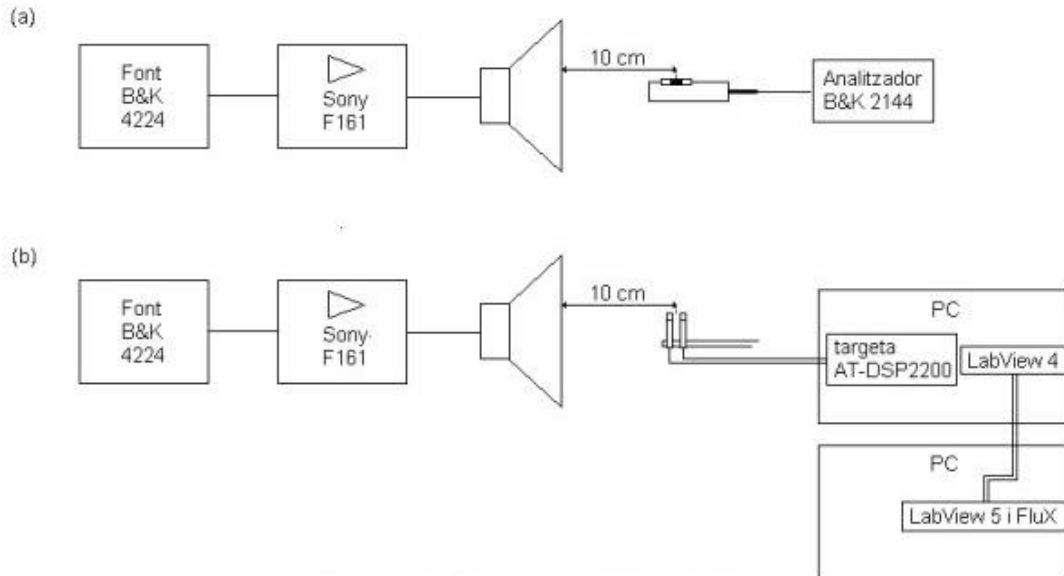 (a)
Font
B&K
4224
Sony
F161
10 cm
Analitzador
B&K 2144
(b)
Font
B&K
4224
Sony
F161
10 cm
PC
targeta
AT-DSP2200
LabView 4
PC
LabView 5 i FluX